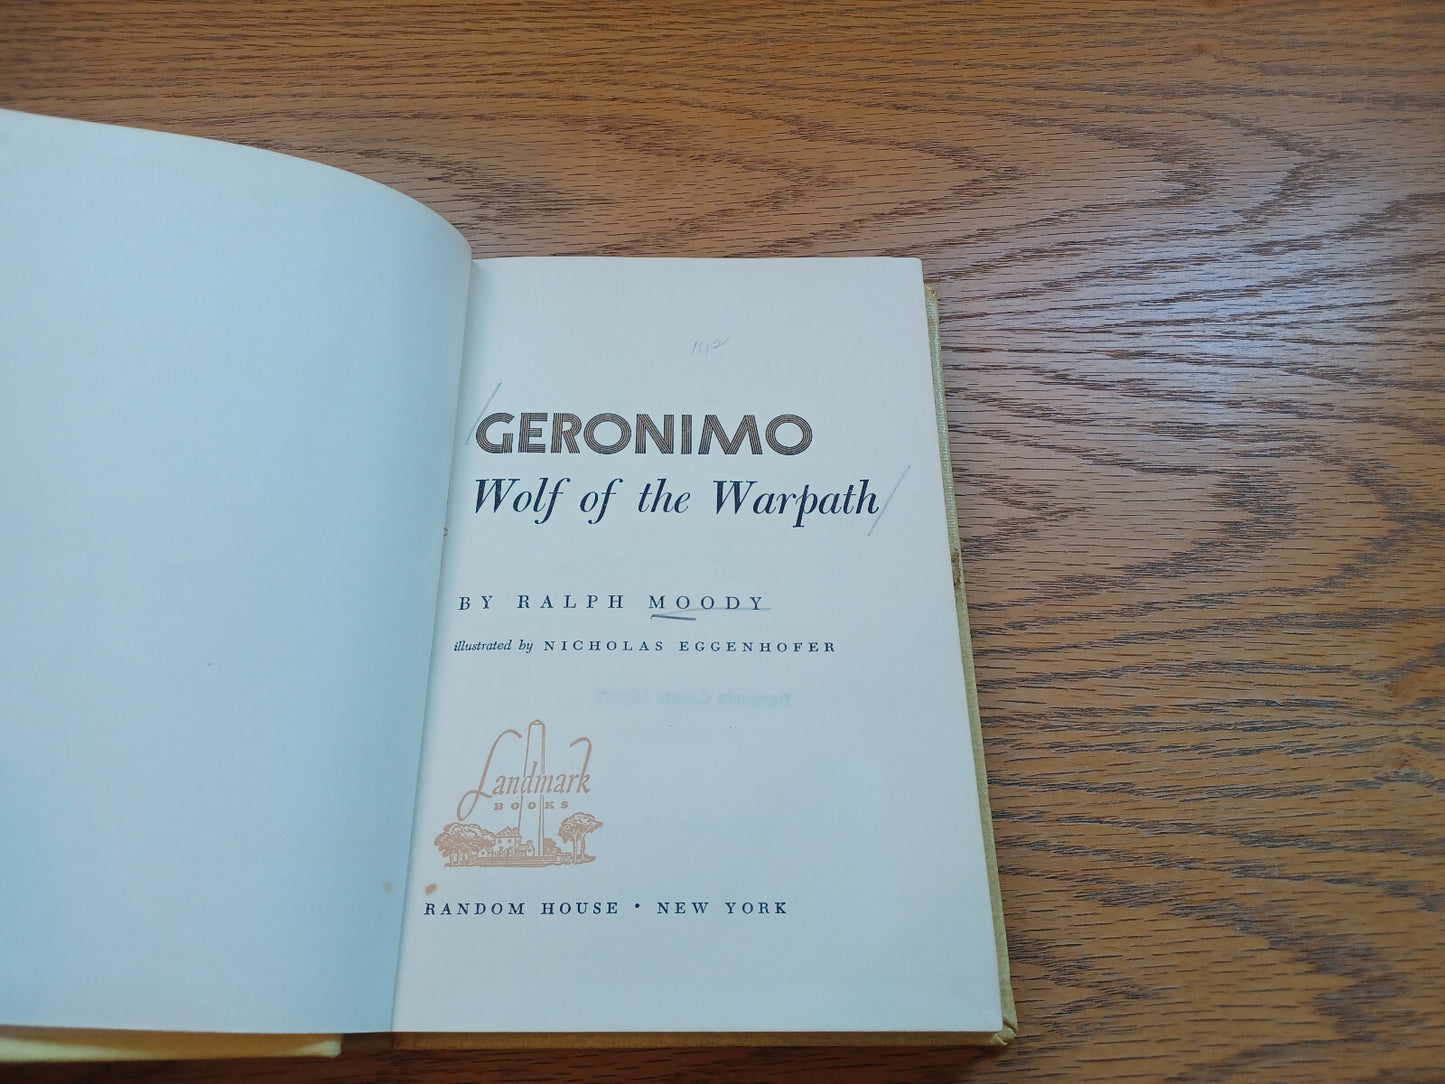 142
GERONIMO
Wolf of the Warpath
BY RALPH MOODY
illustrated by NICHOLAS EGGENHOFER
Landmark
BOOKS
RANDOM HOUSE • NEW YORK